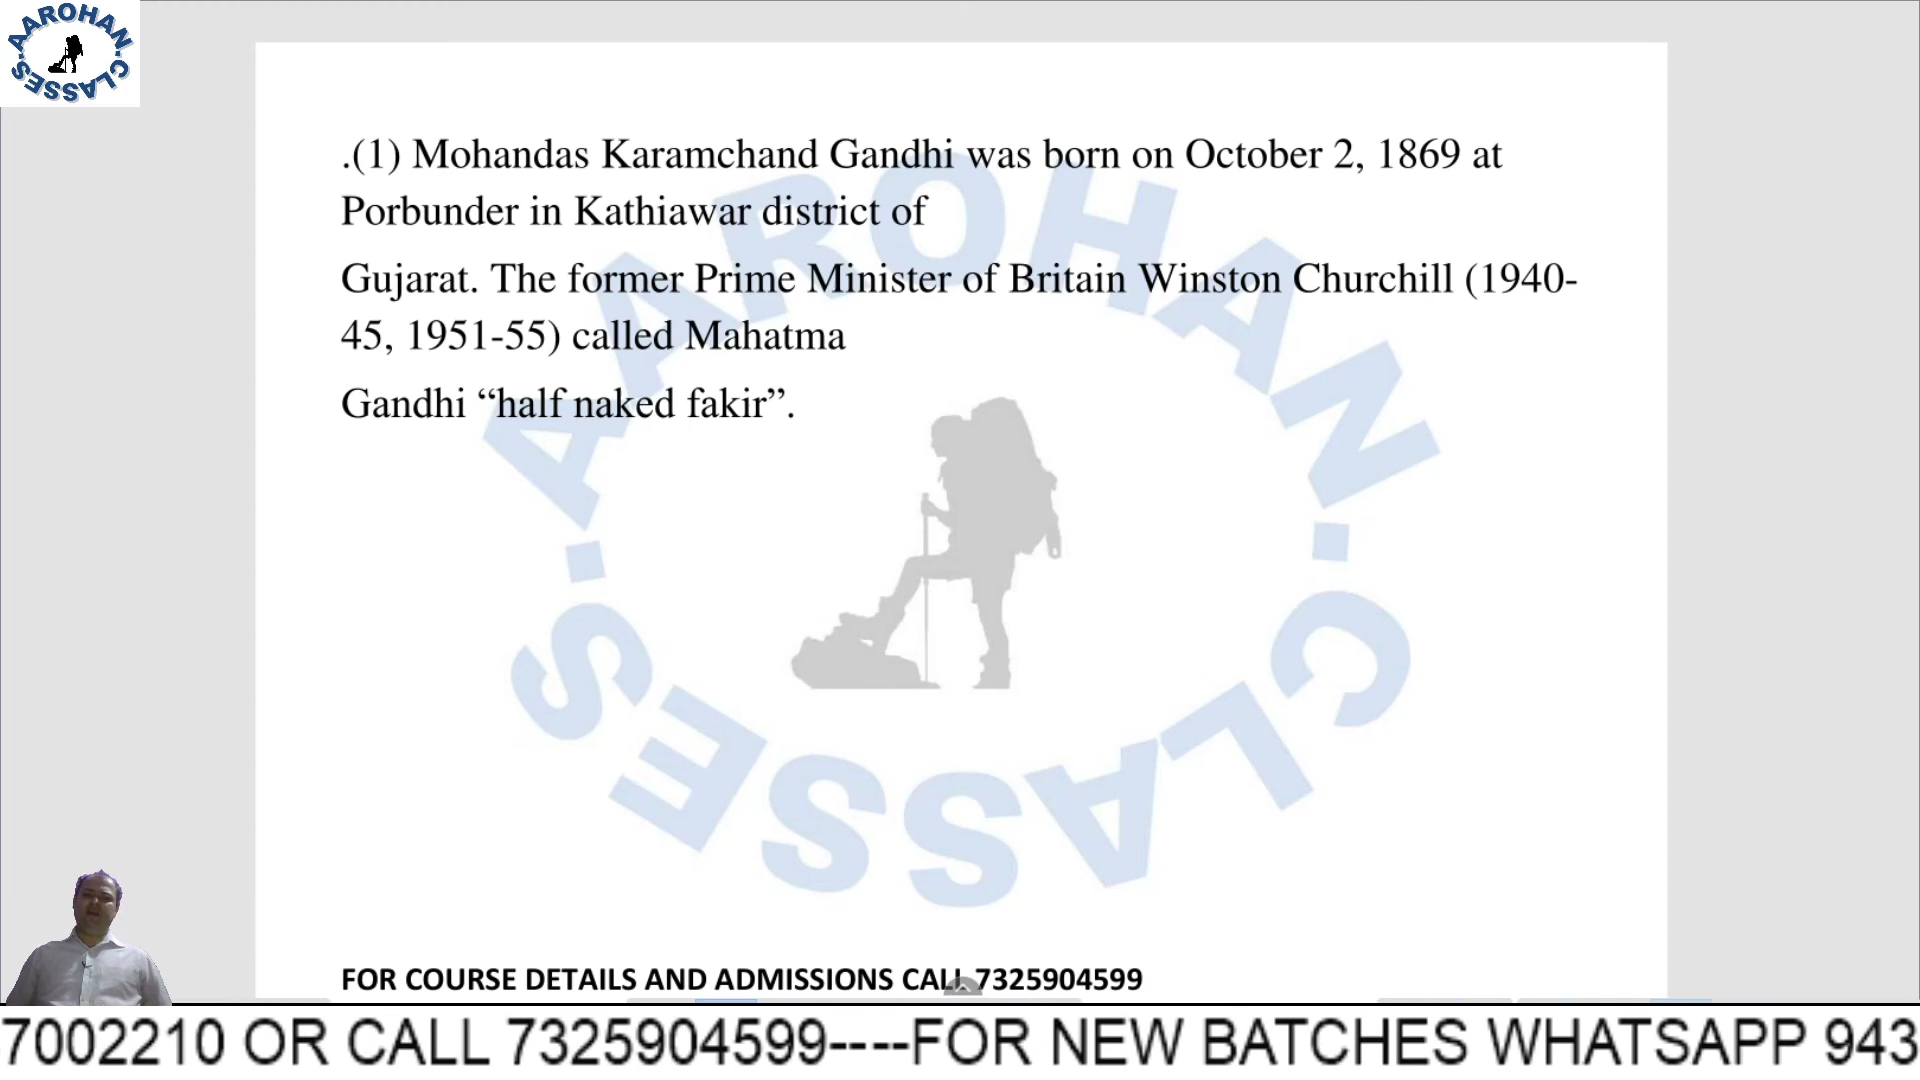 AAROHAN.CLASSES.
.(1) Mohandas Karamchand Gandhi was born on October 2, 1869 at
Porbunder in Kathiawar district of
Gujarat. The former Prime Minister of Britain Winston Churchill (1940-
45, 1951-55) called Mahatma
Gandhi “half naked fakir”.
AAROHAN.CLASSES.
FOR COURSE DETAILS AND ADMISSIONS CALL 7325904599
7002210 OR CALL 7325904599----FOR NEW BATCHES WHATSAPP 943